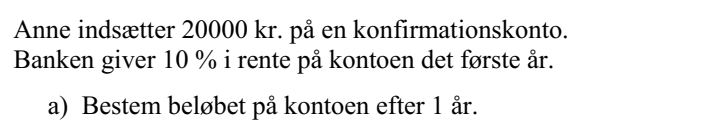 Anne indsætter 20000 kr. på en konfirmationskonto.
Banken giver 10 % i rente på kontoen det første år.
a) Bestem beløbet på kontoen efter 1 år.